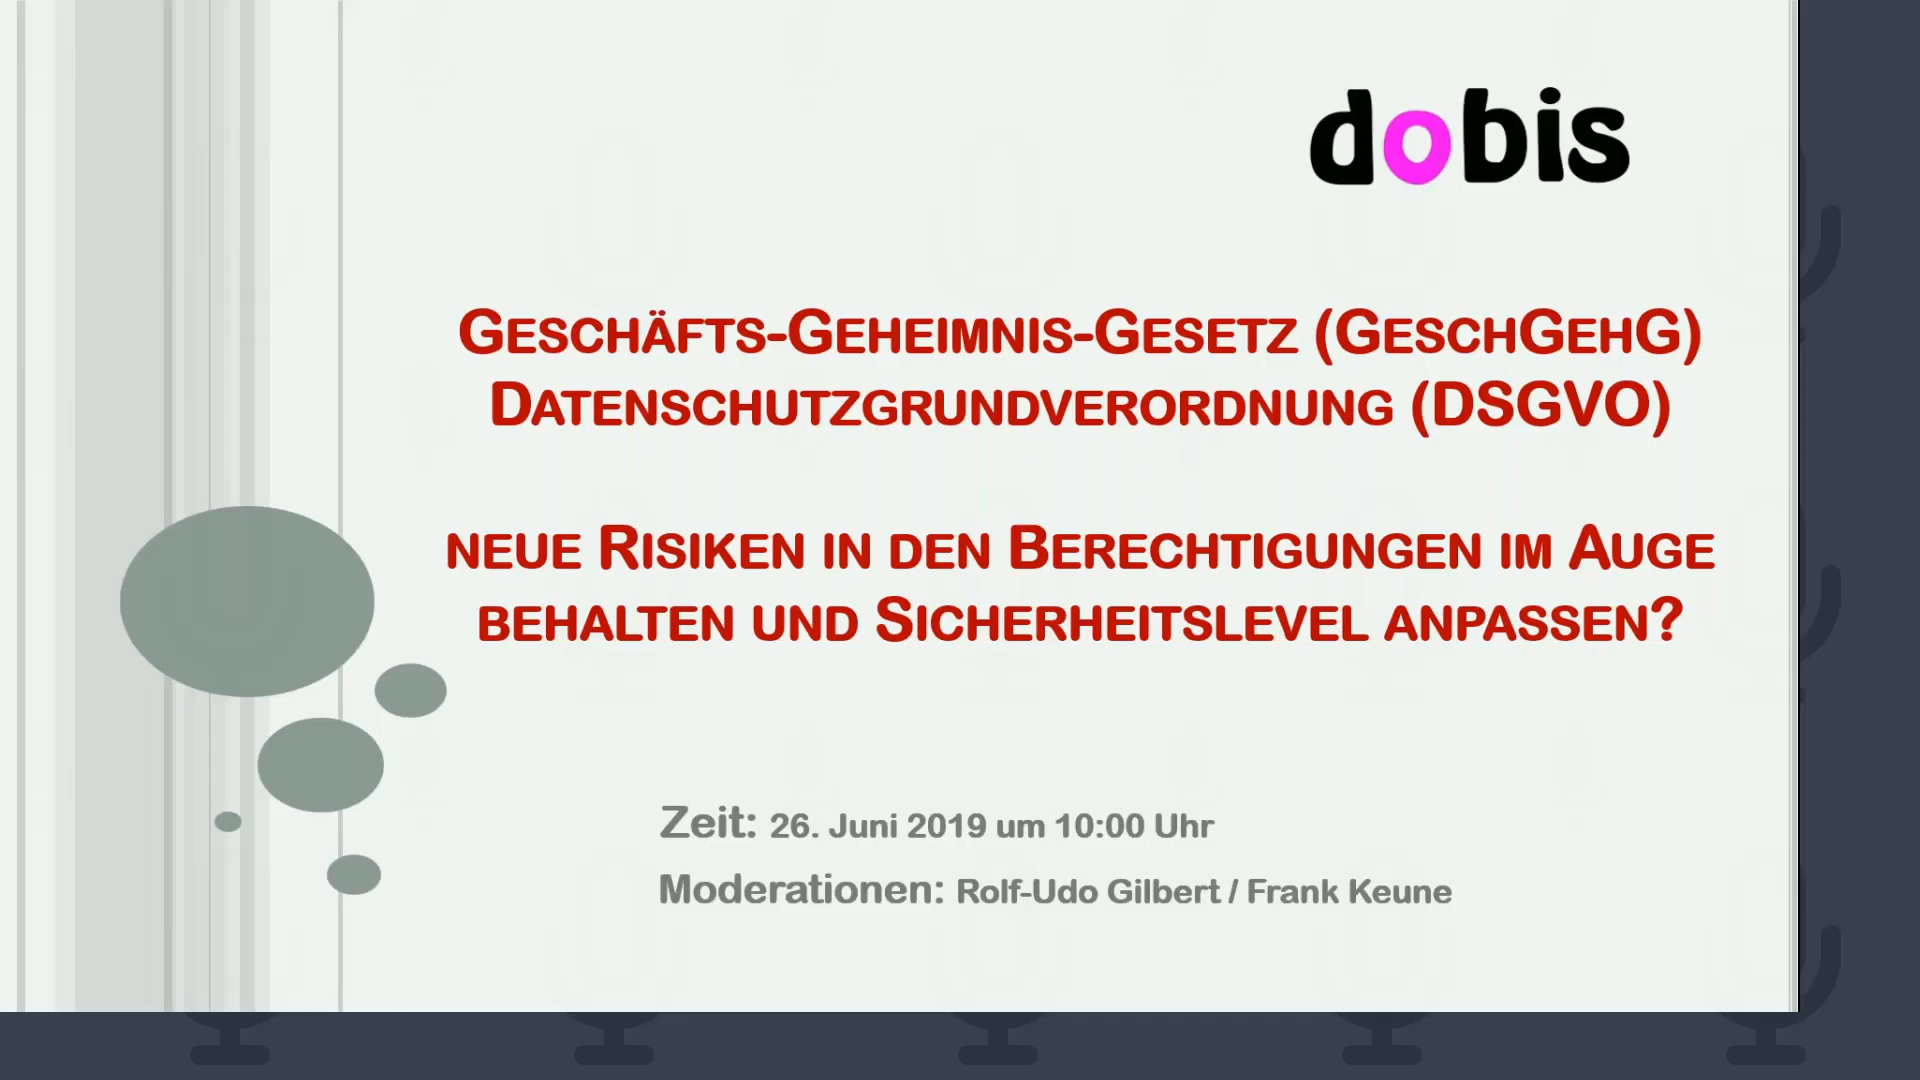 dobis
Geschäfts-Geheimnis-Gesetz (GeschGehG)
Datenschutzgrundverordnung (DSGVO)
neue Risiken in den Berechtigungen im Auge
behalten und Sicherheitslevel anpassen?
Zeit: 26. Juni 2019 um 10:00 Uhr
Moderationen: Rolf-Udo Gilbert / Frank Keune